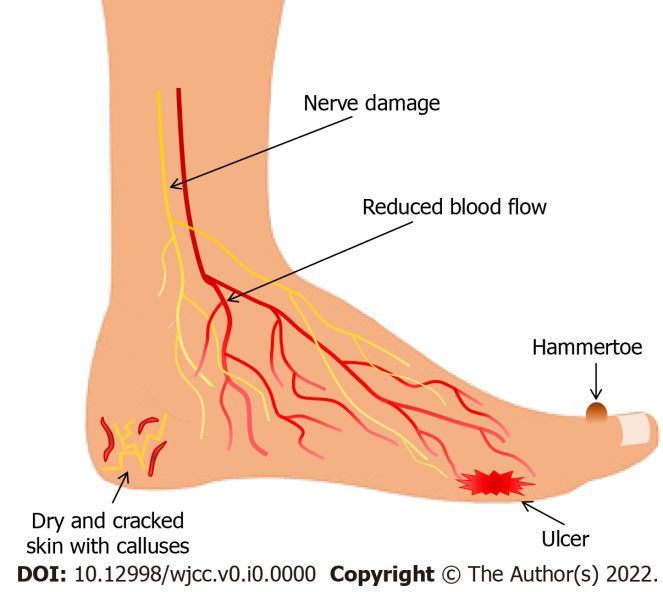 Nerve damage
Reduced blood flow
Hammertoe
Dry and cracked
skin with calluses
Ulcer
DOI: 10.12998/wjcc.v0.i0.0000 Copyright © The Author(s) 2022.